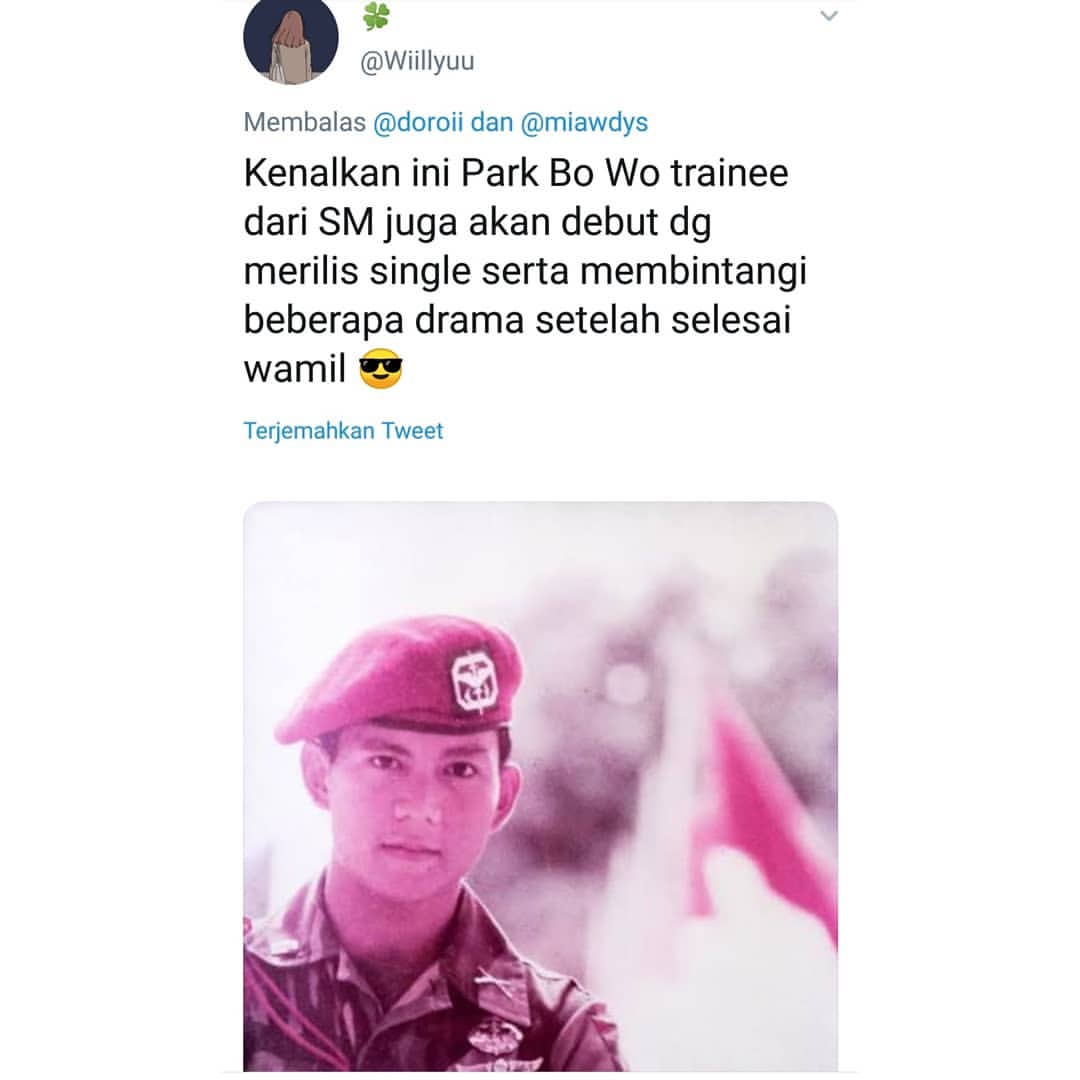 @Wiillyuu
Membalas @doroii dan @miawdys
Kenalkan ini Park Bo Wo trainee
dari SM juga akan debut dg
merilis single serta membintangi
beberapa drama setelah selesai
wamil 😎
Terjemahkan Tweet